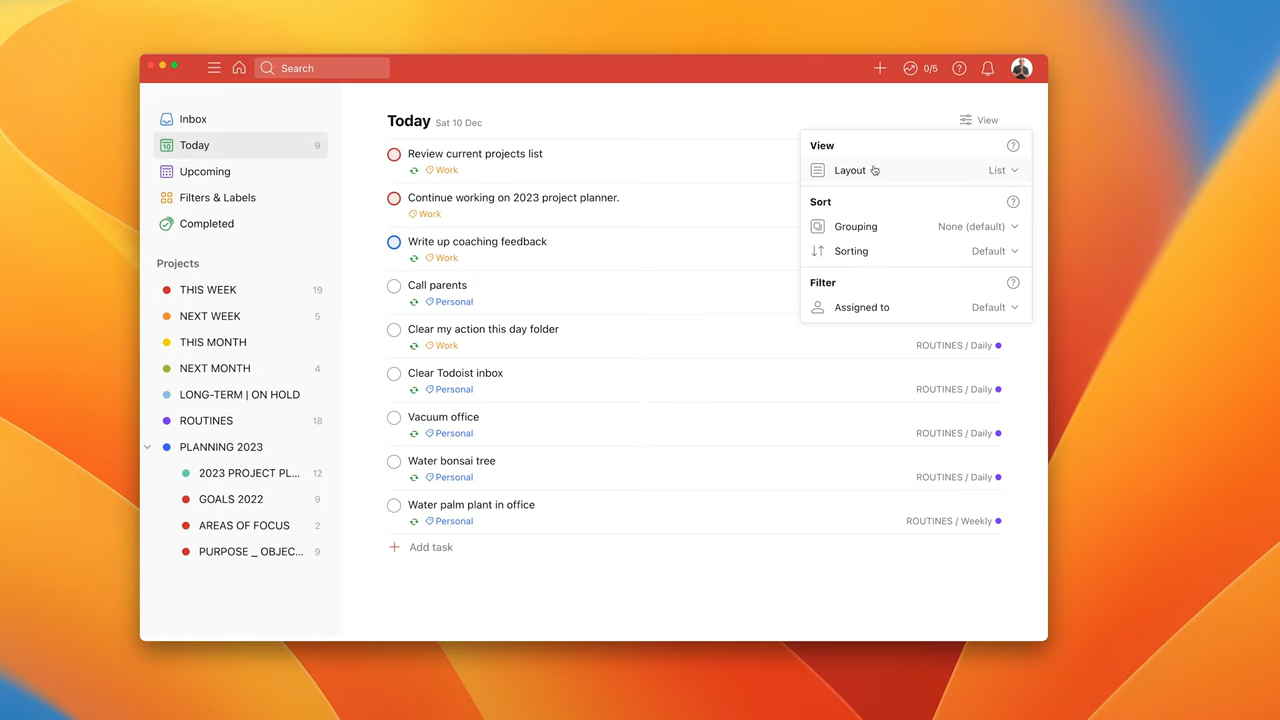 Search
0/5
Inbox
Today 9
Upcoming
Filters & Labels
Completed
Projects
THIS WEEK 19
NEXT WEEK 5
THIS MONTH
NEXT MONTH 4
LONG-TERM | ON HOLD
ROUTINES 18
PLANNING 2023
2023 PROJECT PL... 12
GOALS 2022 9
AREAS OF FOCUS 2
PURPOSE _ OBJEC... 9
Today Sat 10 Dec
View
Review current projects list
Work
Continue working on 2023 project planner.
Work
Write up coaching feedback
Work
Call parents
Personal
Clear my action this day folder
Work ROUTINES / Daily
Clear Todoist inbox
Personal ROUTINES / Daily
Vacuum office
Personal ROUTINES / Daily
Water bonsai tree
Personal ROUTINES / Daily
Water palm plant in office
Personal ROUTINES / Weekly
Add task
View
Layout List
Sort
Grouping None (default)
Sorting Default
Filter
Assigned to Default